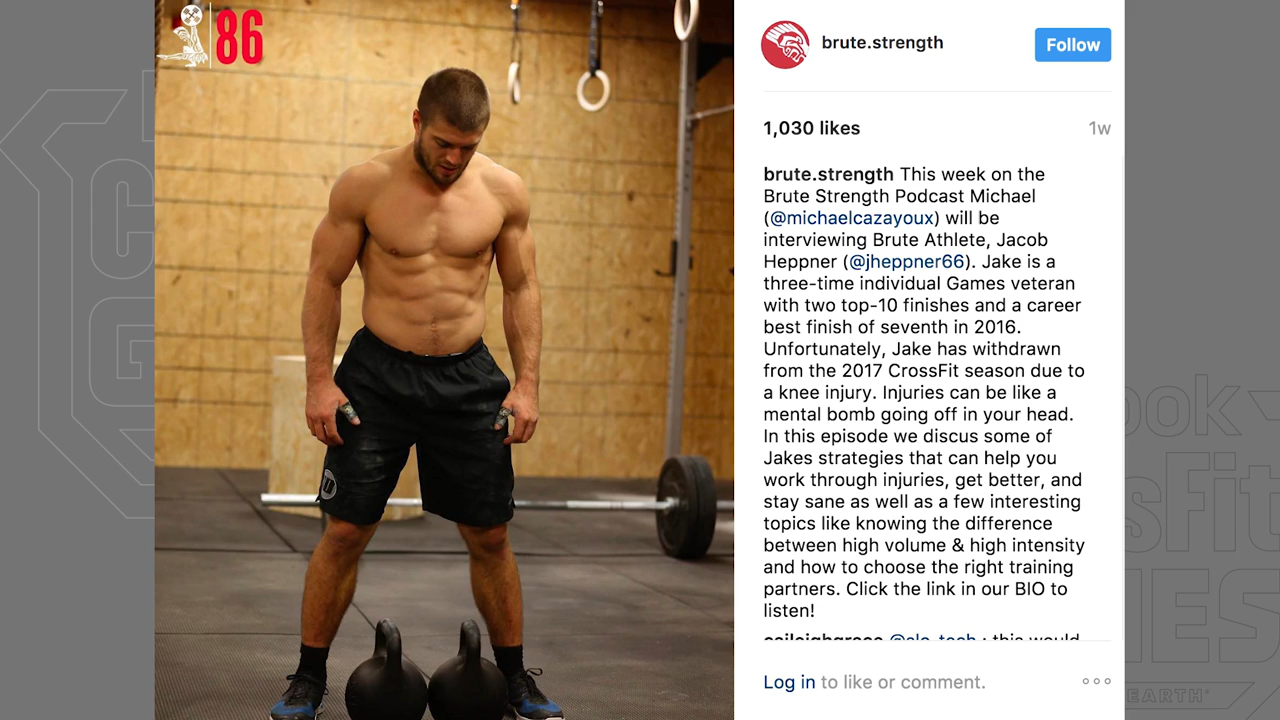 86
brute.strength
Follow
1,030 likes
1w
brute.strength This week on the
Brute Strength Podcast Michael
(@michaelcazayoux) will be
interviewing Brute Athlete, Jacob
Heppner (@jheppner66). Jake is a
three-time individual Games veteran
with two top-10 finishes and a career
best finish of seventh in 2016.
Unfortunately, Jake has withdrawn
from the 2017 CrossFit season due to
a knee injury. Injuries can be like a
mental bomb going off in your head.
In this episode we discus some of
Jakes strategies that can help you
work through injuries, get better, and
stay sane as well as a few interesting
topics like knowing the difference
between high volume & high intensity
and how to choose the right training
partners. Click the link in our BIO to
listen!
this would
Log in to like or comment.
EARTH